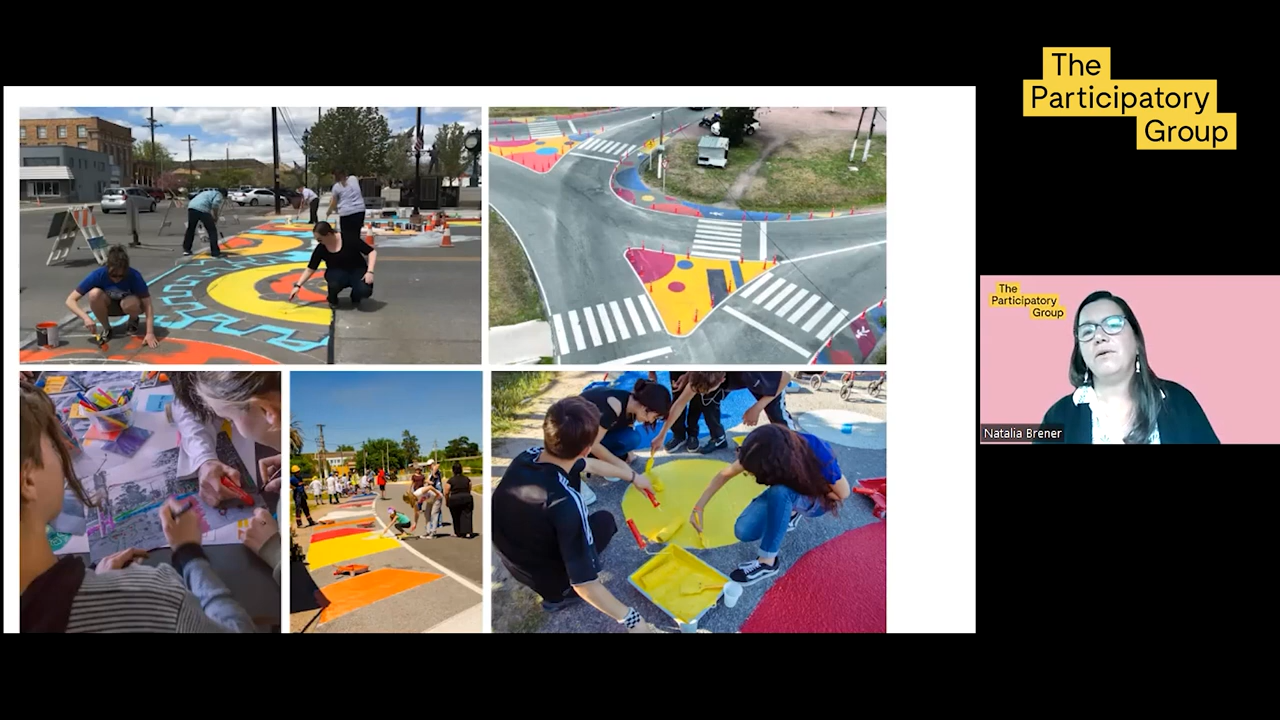 The
Participatory
Group
The
Participatory
Group
Natalia Brener